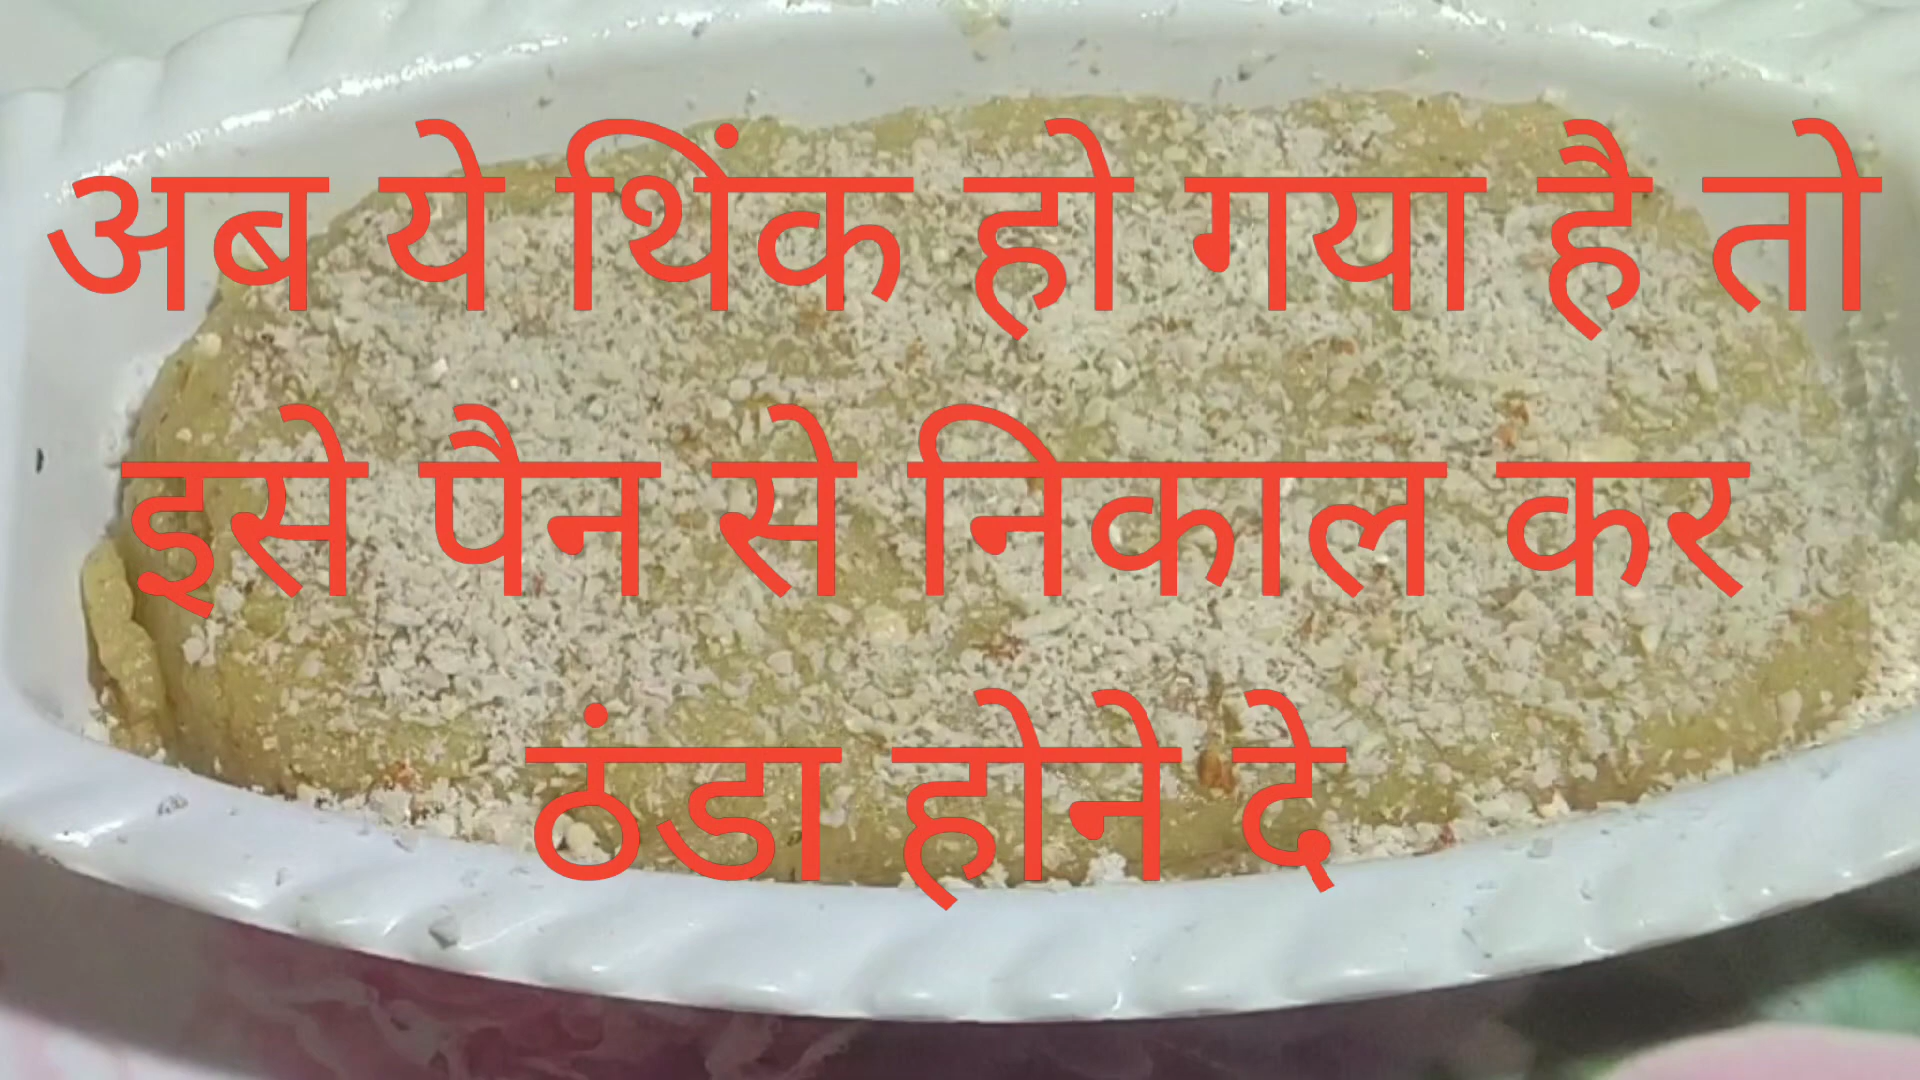 अब ये थिंक हो गया है तो
इसे पैन से निकाल कर
ठंडा होने दे